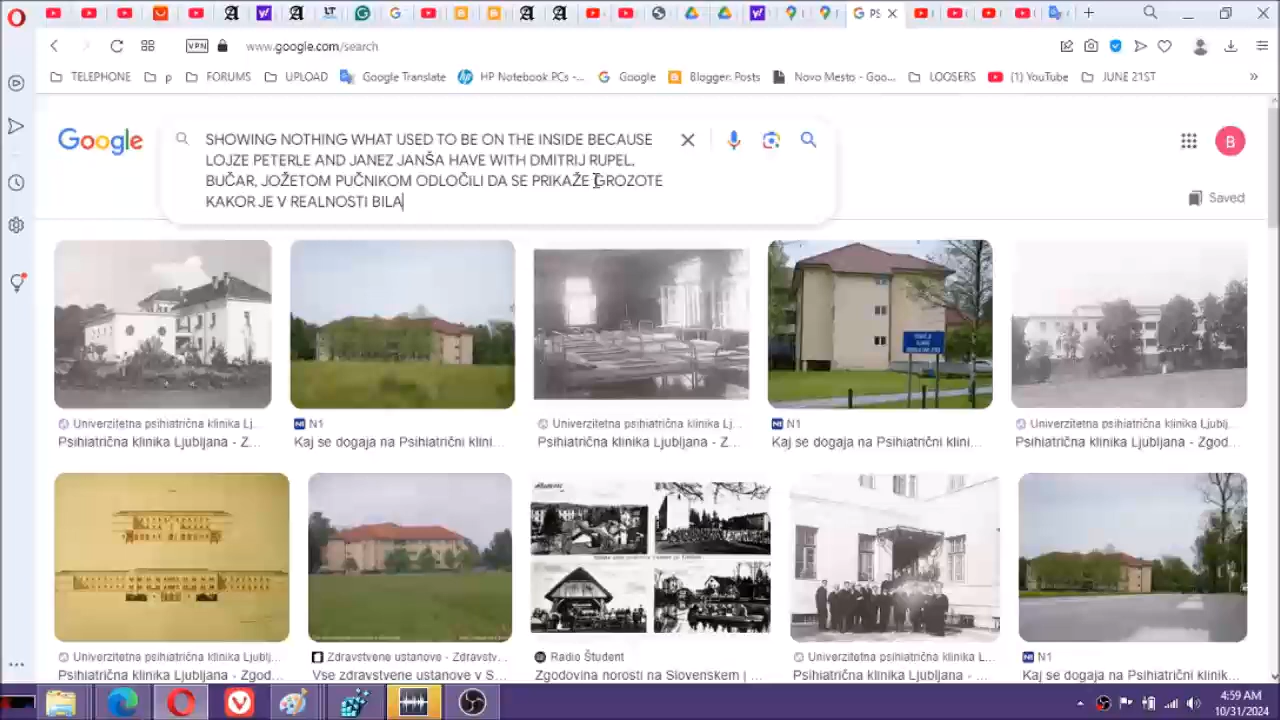 PS
www.google.com/search
VPN
TELEPHONE p FORUMS UPLOAD Google Translate HP Notebook PCs -... Google Blogger: Posts Novo Mesto - Goo... LOOSERS (1) YouTube JUNE 21ST
Google
SHOWING NOTHING WHAT USED TO BE ON THE INSIDE BECAUSE
LOJZE PETERLE AND JANEZ JANŠA HAVE WITH DMITRIJ RUPEL,
BUČAR, JOŽETOM PUČNIKOM ODLOČILI DA SE PRIKAŽE GROZOTE
KAKOR JE V REALNOSTI BILA
B
Saved
Univerzitetna psihiatrična klinika Lj... N1 Univerzitetna psihiatrična klinika Lj... N1 Univerzitetna psihiatrična klinika Lj...
Psihiatrična klinika Ljubljana - Z... Kaj se dogaja na Psihiatrični klini... Psihiatrična klinika Ljubljana - Z... Kaj se dogaja na Psihiatrični klini... Psihiatrična klinika Ljubljana - Zgod...
Univerzitetna psihiatrična klinika Ljublj... Zdravstvene ustanove - Zdravstv... Radio Študent Univerzitetna psihiatrična klinika L... N1
Psihiatrična klinika Ljubljana - Zgod... Vse zdravstvene ustanove v S... Zgodovina norosti na Slovenskem | ... Psihiatrična klinika Ljubljana - ... Kaj se dogaja na Psihiatrični klini...
4:59 AM
10/31/2024